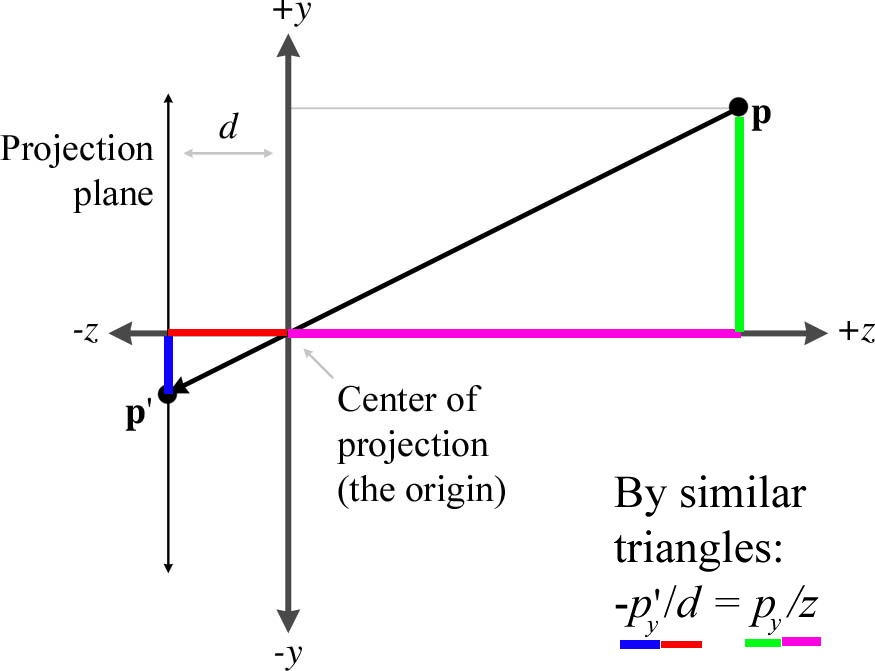 +y
d
p
Projection
plane
-z
+z
p'
Center of
projection
(the origin)
By similar
triangles:
-p'y/d = py/z
-y